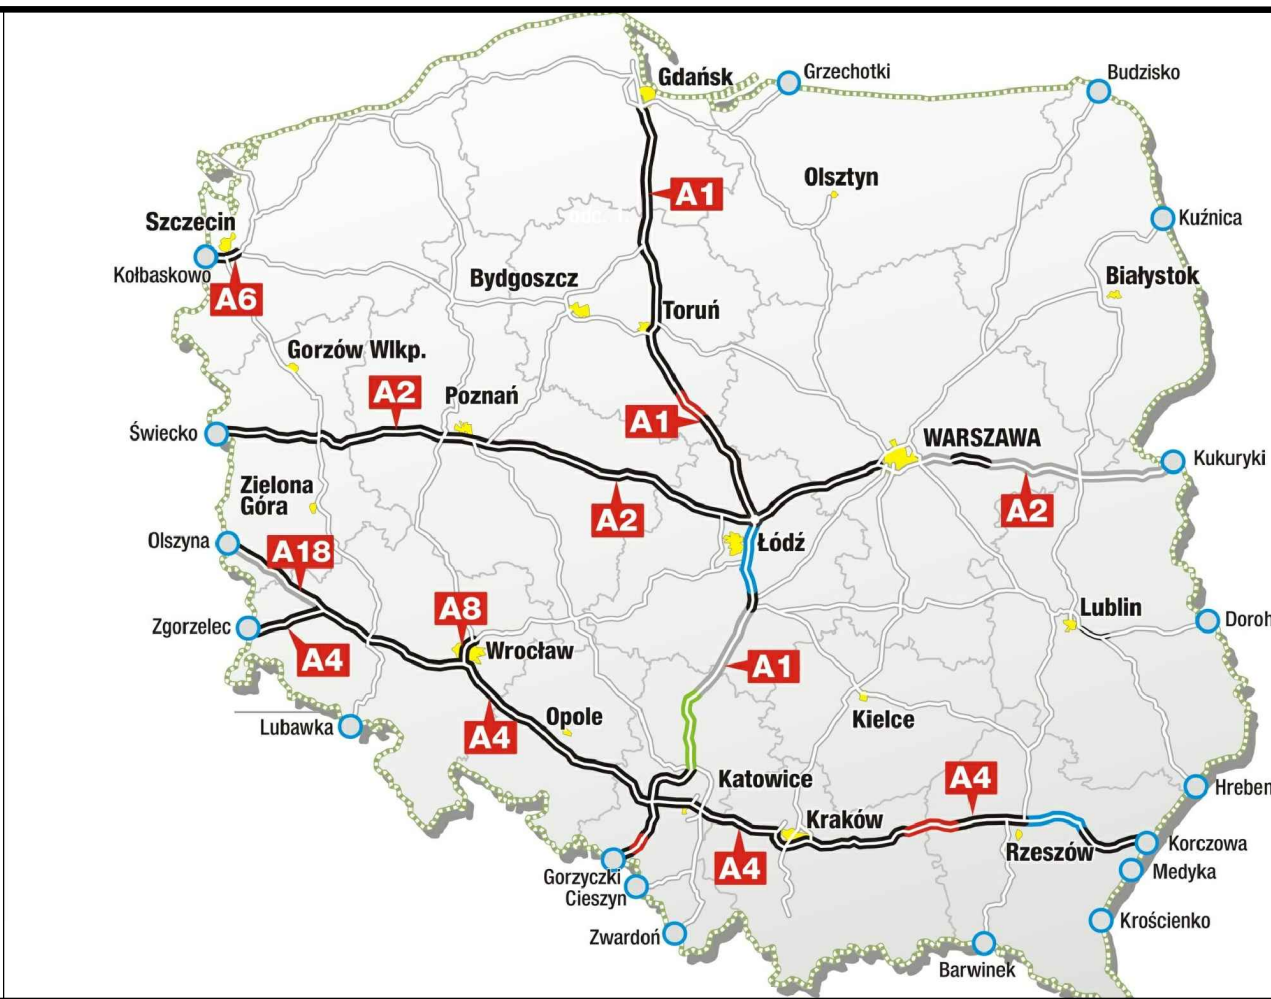 Gdańsk
Grzechotki
Budzisko
A1
Olsztyn
Szczecin
Kuźnica
Kołbaskowo
A6
Bydgoszcz
Białystok
Toruń
Gorzów Wlkp.
A2
Poznań
A1
Świecko
WARSZAWA
Kukuryki
Zielona
Góra
A2
A2
Olszyna
A18
Łódź
A8
Zgorzelec
Lublin
Doroh
A4
Wrocław
A1
Lubawka
Opole
Kielce
A4
Katowice
A4
Hreben
Kraków
Rzeszów
Korczowa
Medyka
A4
Gorzyczki
Cieszyn
Krościenko
Zwardoń
Barwinek